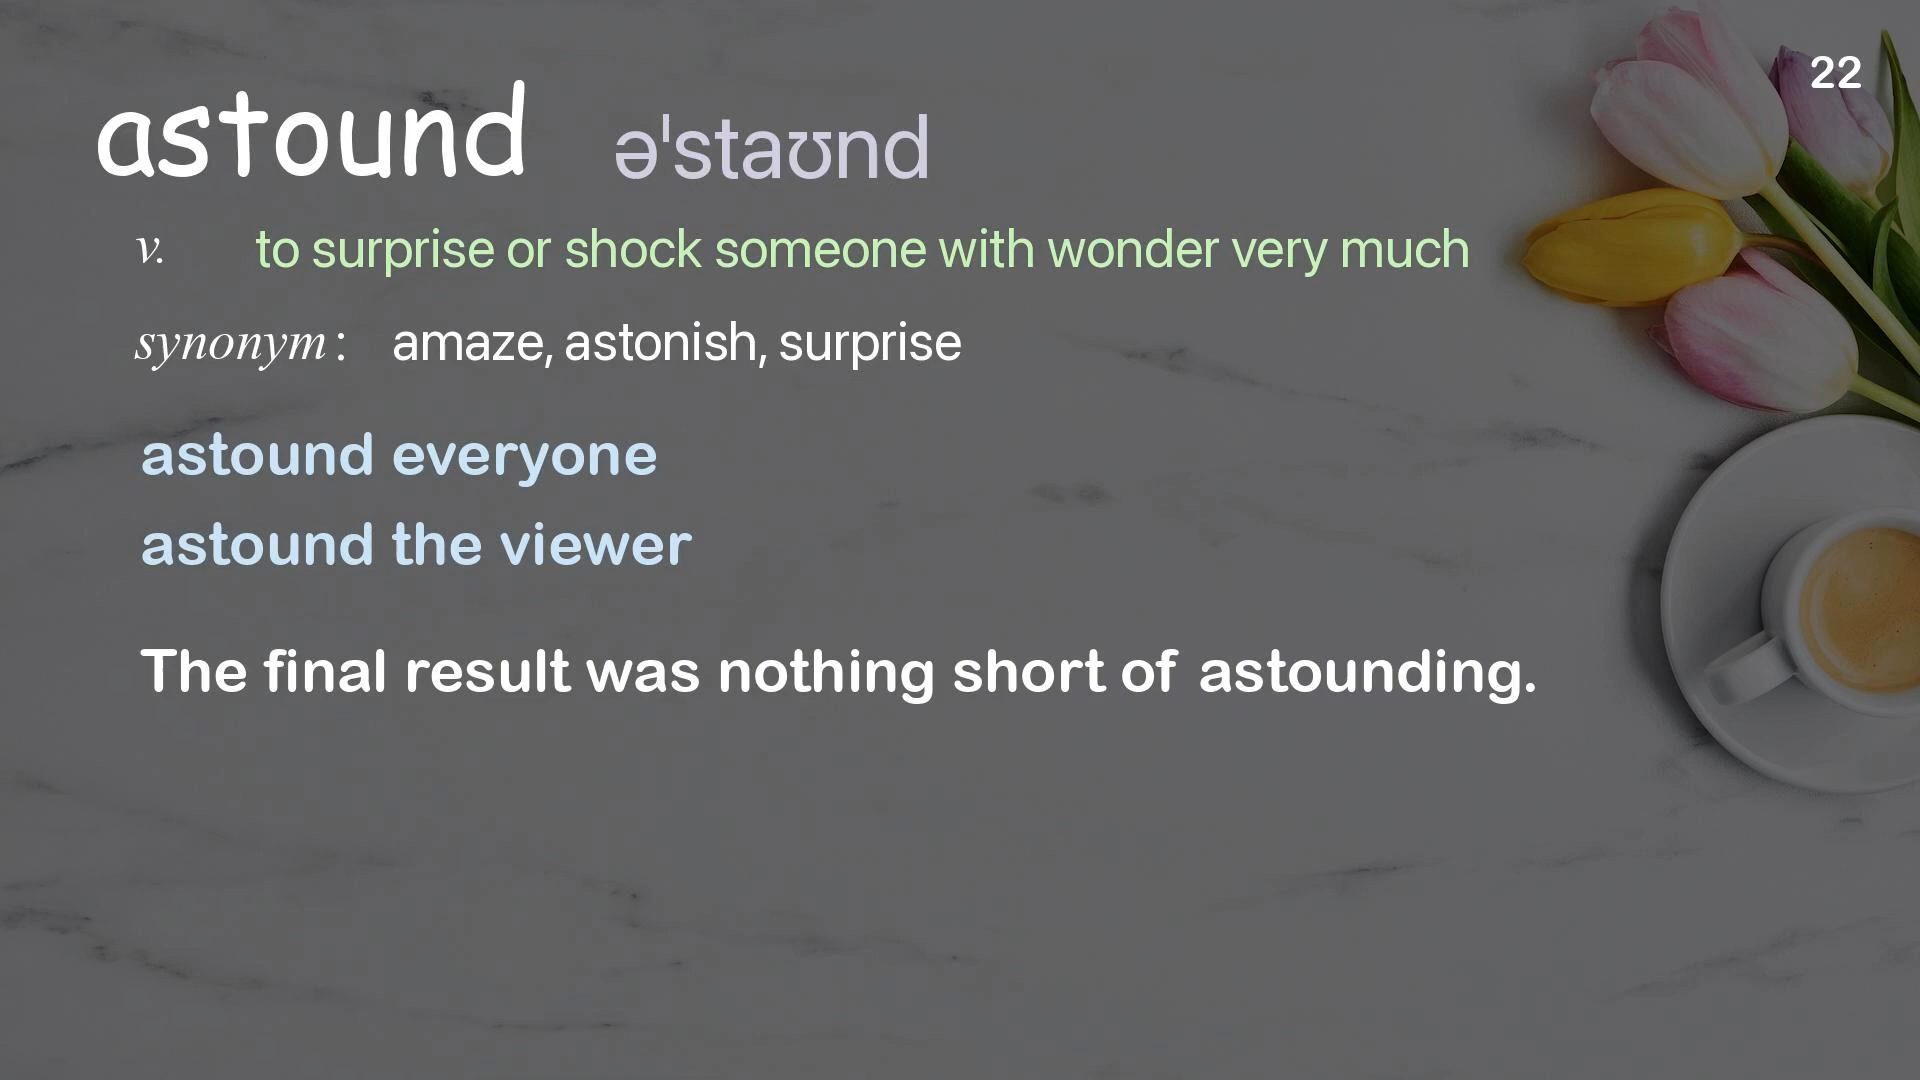 22
astound əˈstaʊnd
v. to surprise or shock someone with wonder very much
synonym : amaze, astonish, surprise
astound everyone
astound the viewer
The final result was nothing short of astounding.